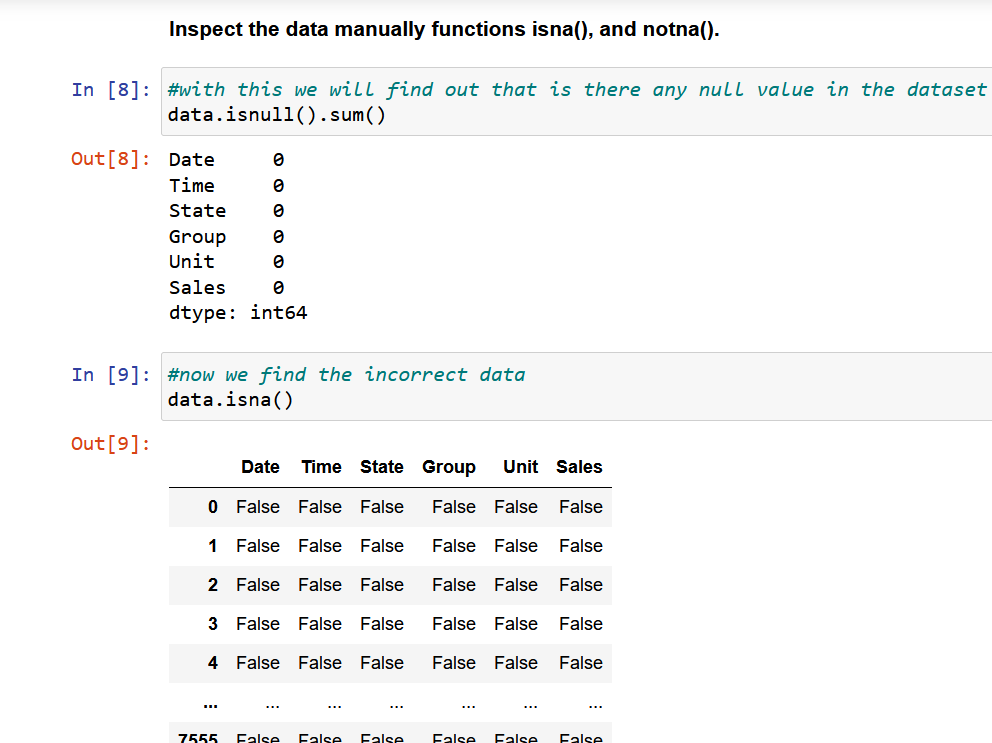 Inspect the data manually functions isna(), and notna().
In [8]: #with this we will find out that is there any null value in the dataset
data.isnull().sum()
Out[8]: Date 0
Time 0
State 0
Group 0
Unit 0
Sales 0
dtype: int64
In [9]: #now we find the incorrect data
data.isna()
Out[9]:
Date Time State Group Unit Sales
0 False False False False False False
1 False False False False False False
2 False False False False False False
3 False False False False False False
4 False False False False False False
... ... ... ... ... ... ...
7555 False False False False False False